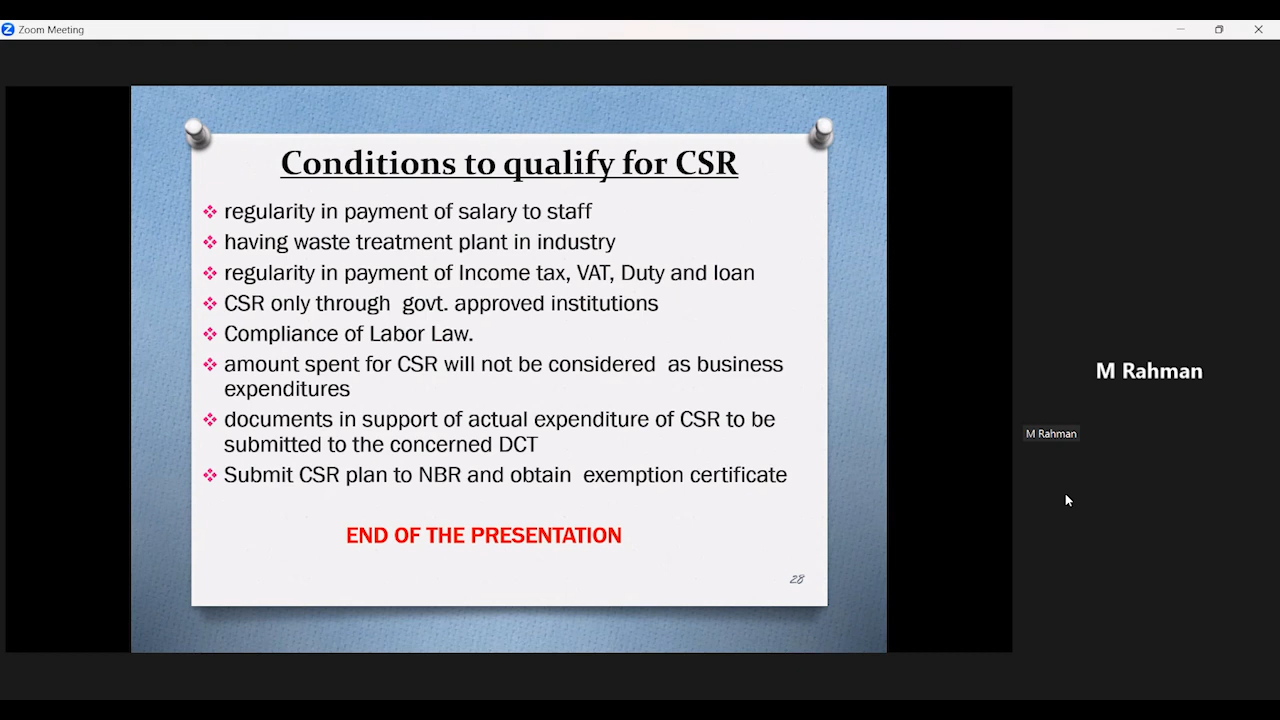 Zoom Meeting
Conditions to qualify for CSR
regularity in payment of salary to staff
having waste treatment plant in industry
regularity in payment of Income tax, VAT, Duty and loan
CSR only through govt. approved institutions
Compliance of Labor Law.
amount spent for CSR will not be considered as business
expenditures
documents in support of actual expenditure of CSR to be
submitted to the concerned DCT
Submit CSR plan to NBR and obtain exemption certificate
END OF THE PRESENTATION
28
M Rahman
M Rahman